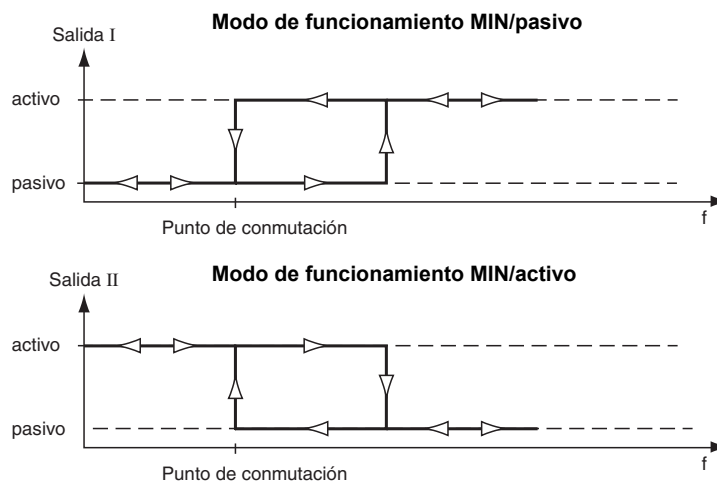 Modo de funcionamiento MIN/pasivo
Salida I
activo
pasivo
Punto de conmutación
f
Modo de funcionamiento MIN/activo
Salida II
activo
pasivo
Punto de conmutación
f